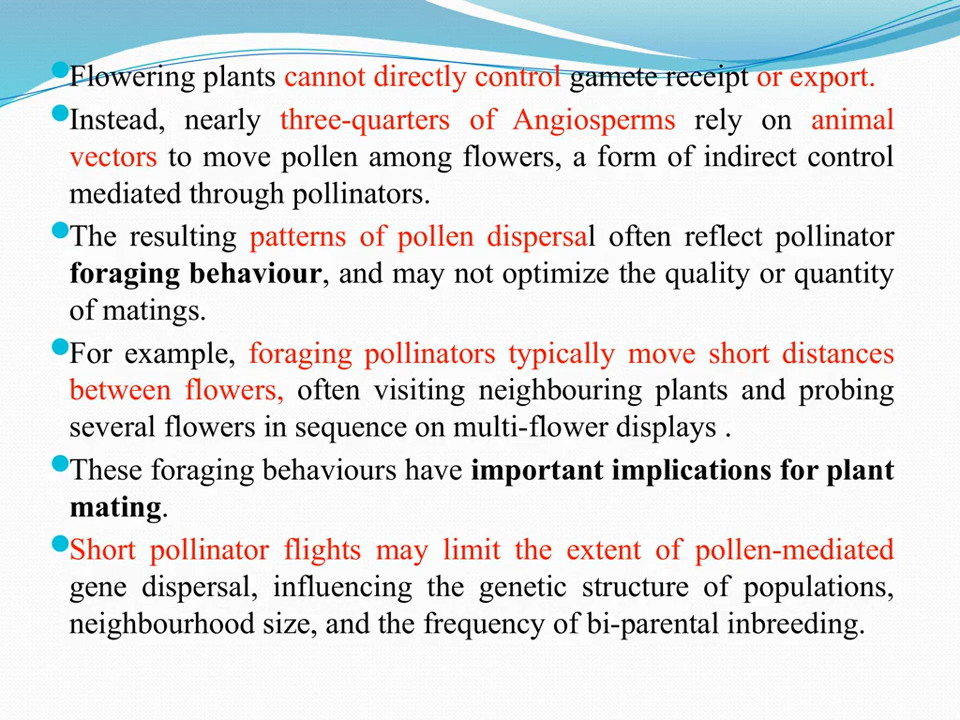 Flowering plants cannot directly control gamete receipt or export.
Instead, nearly three-quarters of Angiosperms rely on animal
vectors to move pollen among flowers, a form of indirect control
mediated through pollinators.
The resulting patterns of pollen dispersal often reflect pollinator
foraging behaviour, and may not optimize the quality or quantity
of matings.
For example, foraging pollinators typically move short distances
between flowers, often visiting neighbouring plants and probing
several flowers in sequence on multi-flower displays .
These foraging behaviours have important implications for plant
mating.
Short pollinator flights may limit the extent of pollen-mediated
gene dispersal, influencing the genetic structure of populations,
neighbourhood size, and the frequency of bi-parental inbreeding.